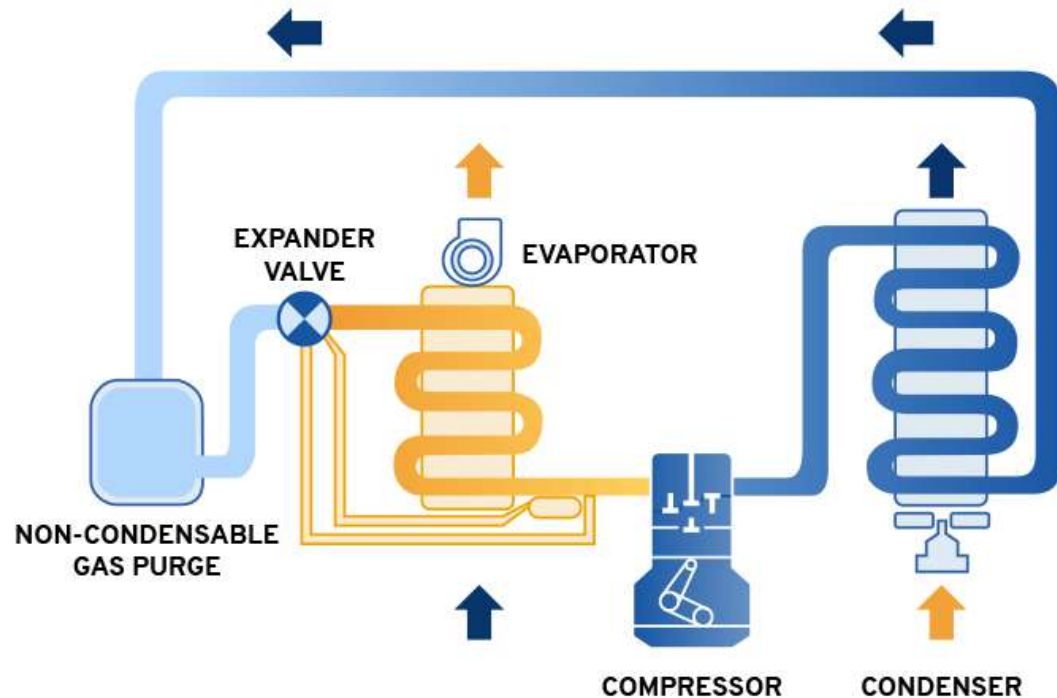 EXPANDER
VALVE
EVAPORATOR
NON-CONDENSABLE
GAS PURGE
COMPRESSOR
CONDENSER